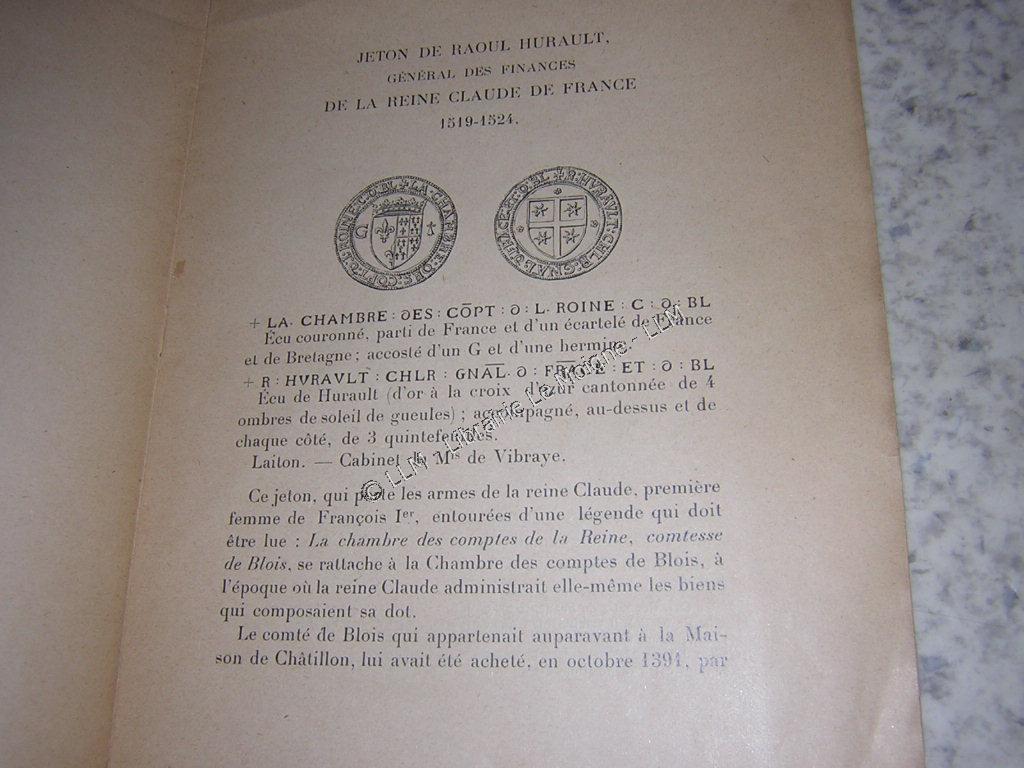 JETON DE RAOUL HURAULT,
GÉNÉRAL DES FINANCES
DE LA REINE CLAUDE DE FRANCE
1519-1524.
+ LA· CHAMBRE : ∂ES : CŌPT : ∂ : L· ROINE : C : ∂ : BL
Écu couronné, parti de France et d'un écartelé de France
et de Bretagne ; accosté d'un G et d'une hermine.
+ R : HVRAVLT : CHLR : GNĀL· ∂ : ET : ∂ : BL
Écu de Hurault (d'or à la croix d'azur cantonnée de 4
ombres de soleil de gueules) ; accompagné, au-dessus et de
chaque côté, de 3 quintefeuilles.
Laiton. — Cabinet Mis de Vibraye.
Ce jeton, qui porte les armes de la reine Claude, première
femme de François Ier, entourées d'une légende qui doit
être lue : La chambre des comptes de la Reine, comtesse
de Blois, se rattache à la Chambre des comptes de Blois, à
l'époque où la reine Claude administrait elle-même les biens
qui composaient sa dot.
Le comté de Blois qui appartenait auparavant à la Mai-
son de Châtillon, lui avait été acheté, en octobre 1391, par
© LLM - Librairie Le Moigne - LLM